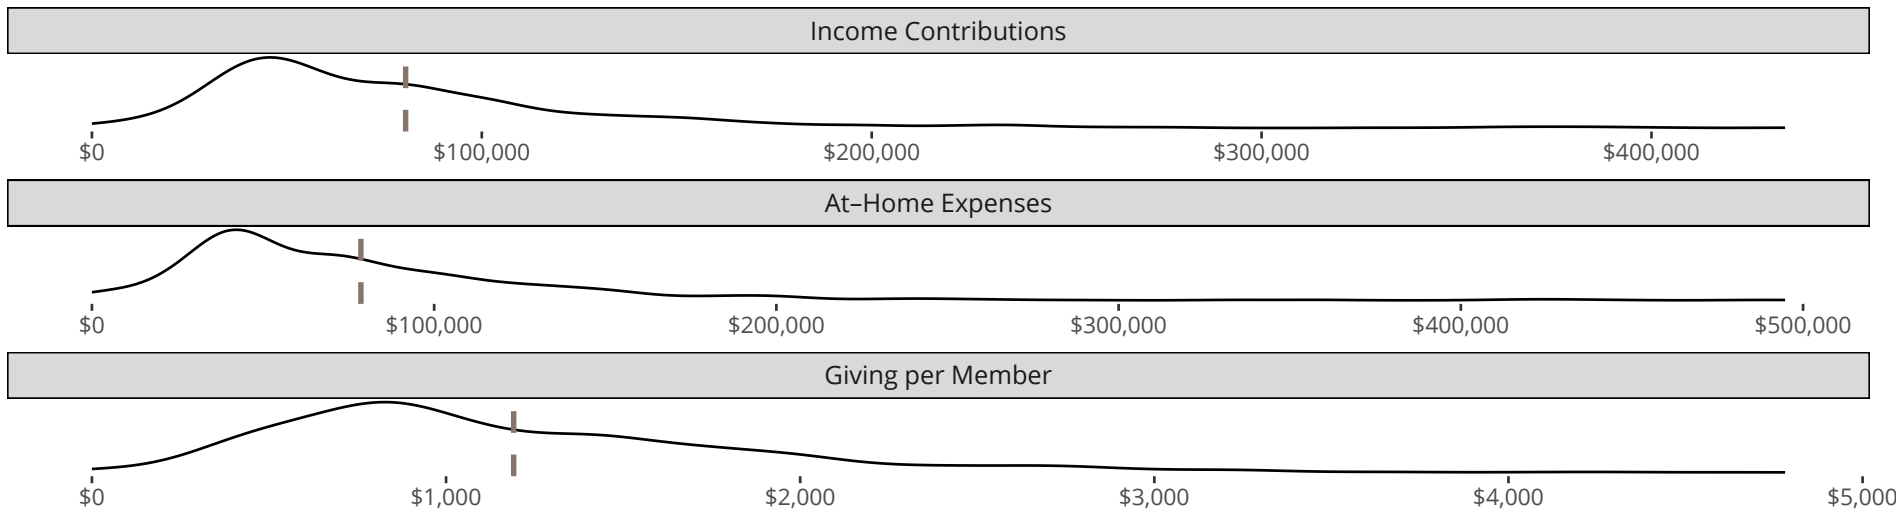 Income Contributions
$0 $100,000 $200,000 $300,000 $400,000
At–Home Expenses
$0 $100,000 $200,000 $300,000 $400,000 $500,000
Giving per Member
$0 $1,000 $2,000 $3,000 $4,000 $5,000